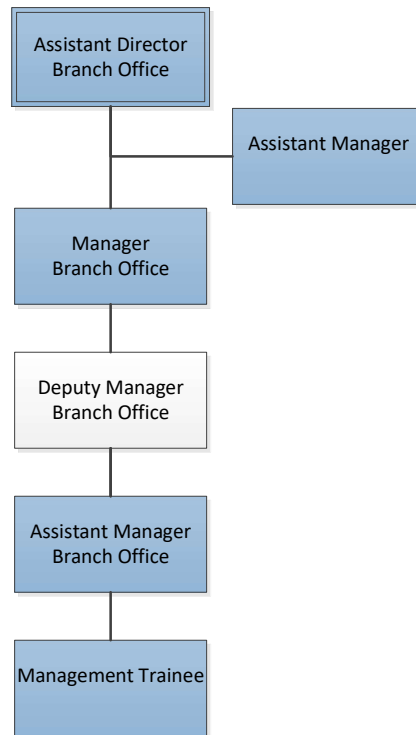 Assistant Director
Branch Office
Assistant Manager
Manager
Branch Office
Deputy Manager
Branch Office
Assistant Manager
Branch Office
Management Trainee